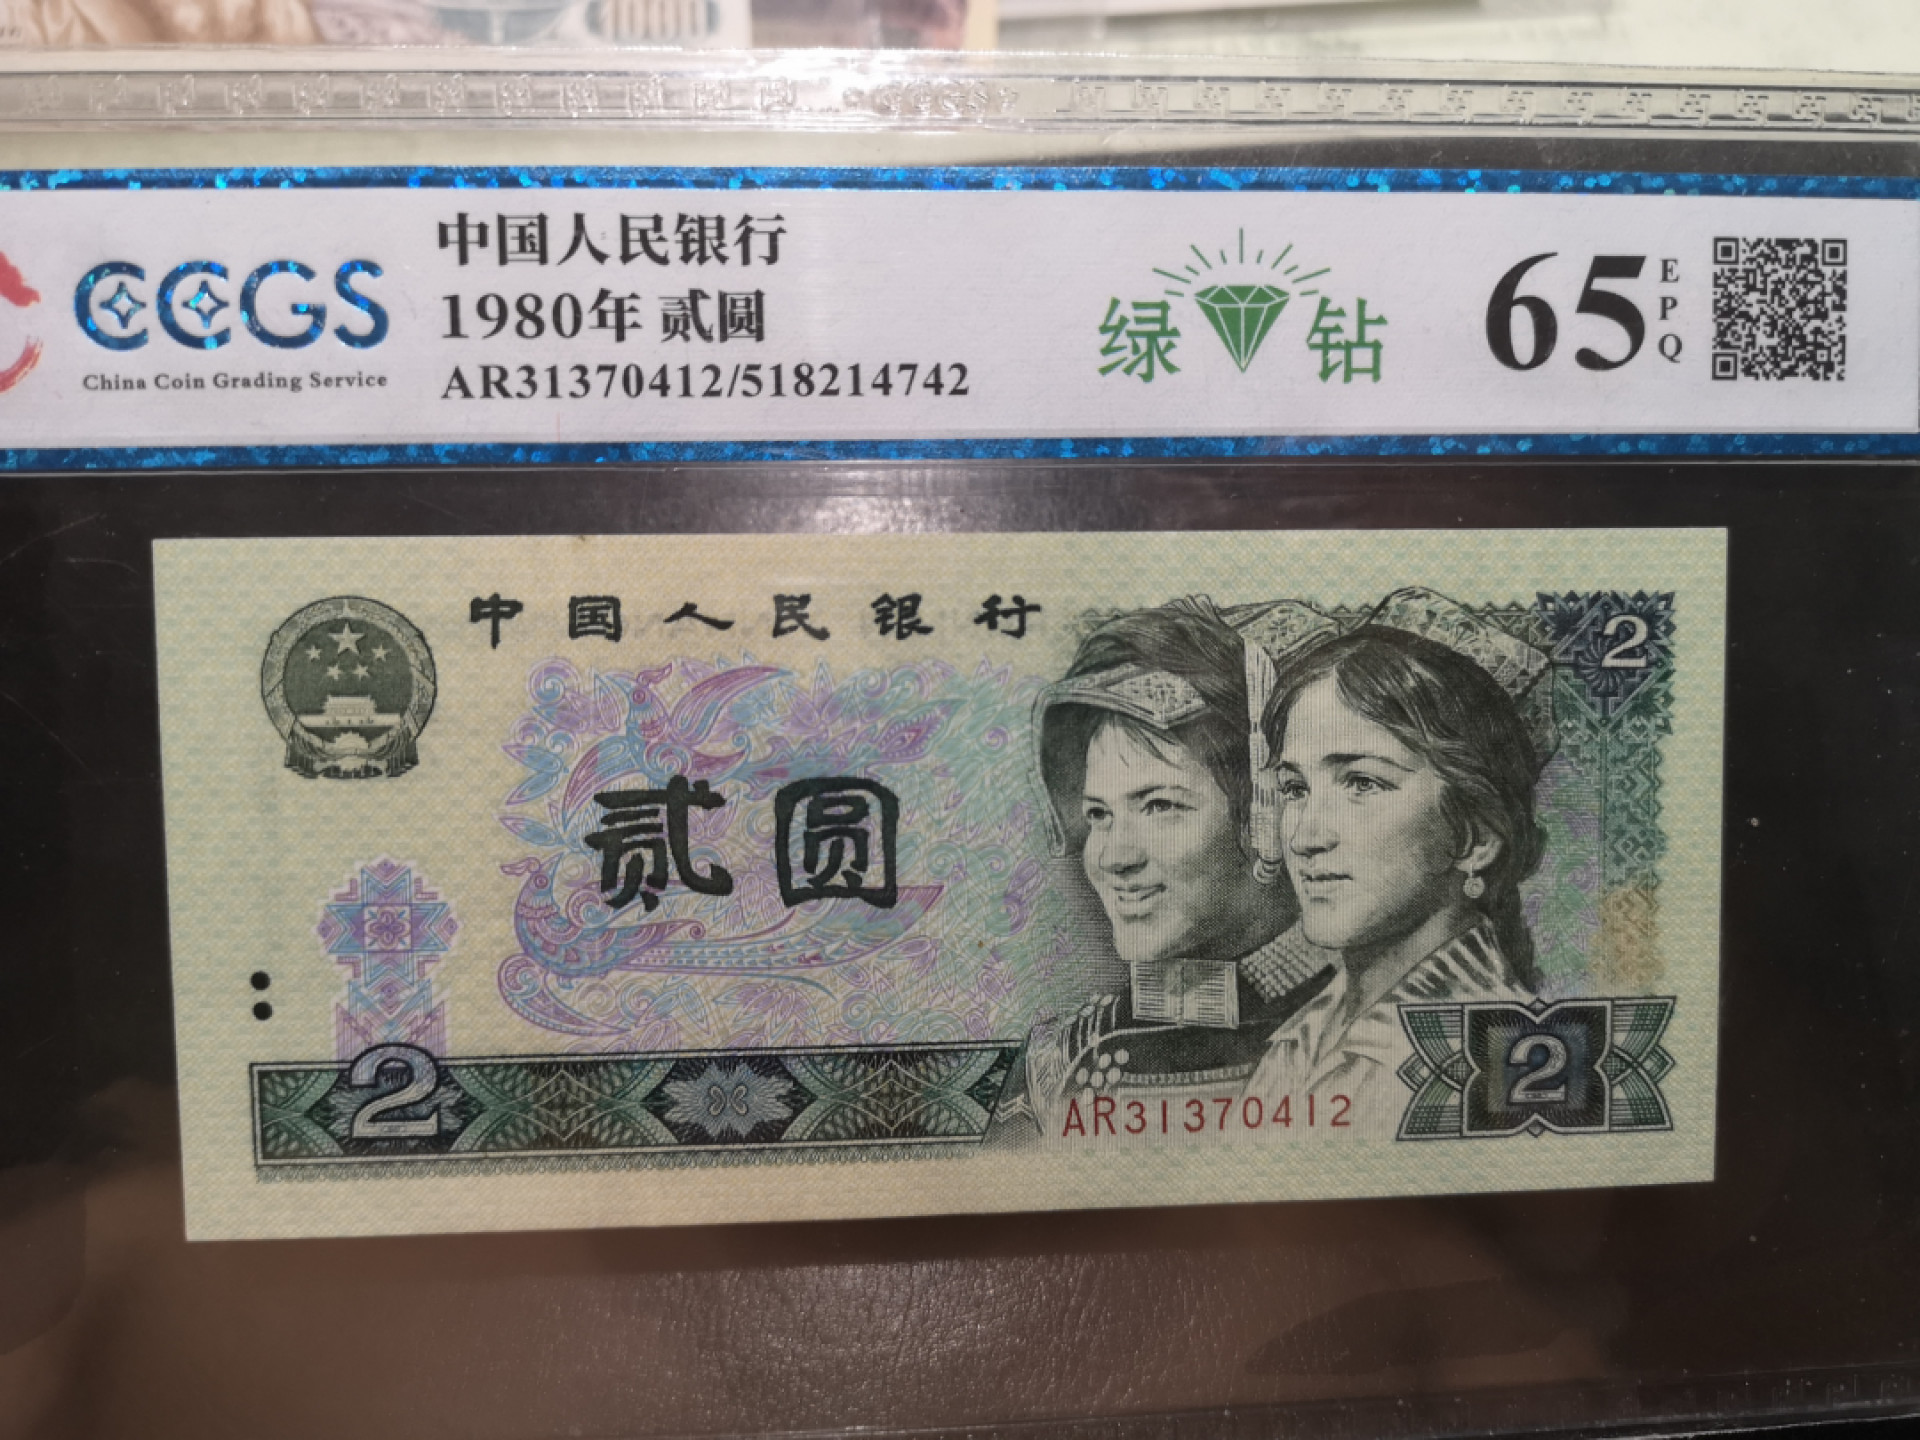 1000
CCGS
China Coin Grading Service
中国人民银行
1980年 贰圆
AR31370412/518214742
绿 钻
65
EPQ
中国人民银行
2
贰圆
2
AR31370412
2